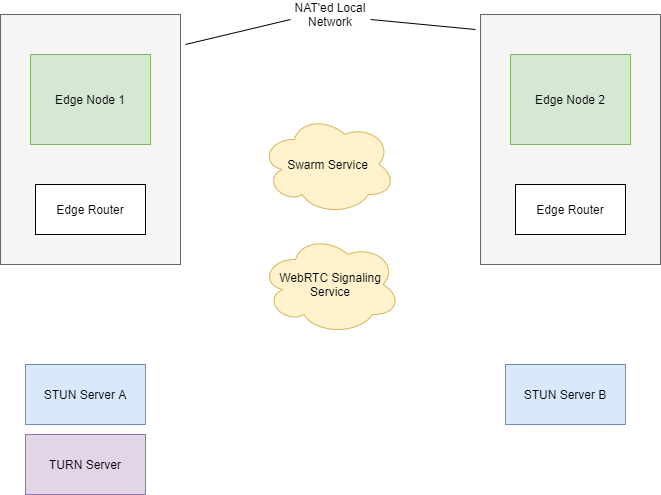 NAT'ed Local
Network
Edge Node 1
Edge Node 2
Swarm Service
Edge Router
Edge Router
WebRTC Signaling
Service
STUN Server A
STUN Server B
TURN Server